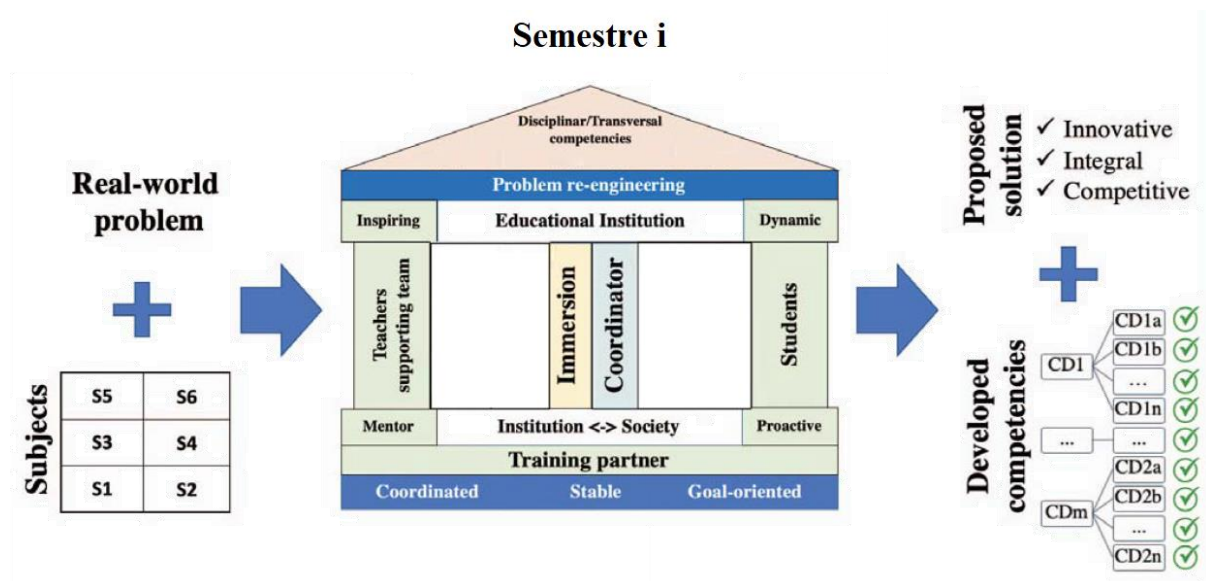 Semestre i
Real-world
problem
Subjects
S5 S6
S3 S4
S1 S2
Disciplinar/Transversal
competencies
Problem re-engineering
Inspiring Educational Institution Dynamic
Teachers
supporting team
Immersion
Coordinator
Students
Mentor Institution <-> Society Proactive
Training partner
Coordinated Stable Goal-oriented
Proposed
solution
✓ Innovative
✓ Integral
✓ Competitive
Developed
competencies
CD1
CD1a
CD1b
...
CD1n
... ...
CDm
CD2a
CD2b
...
CD2n